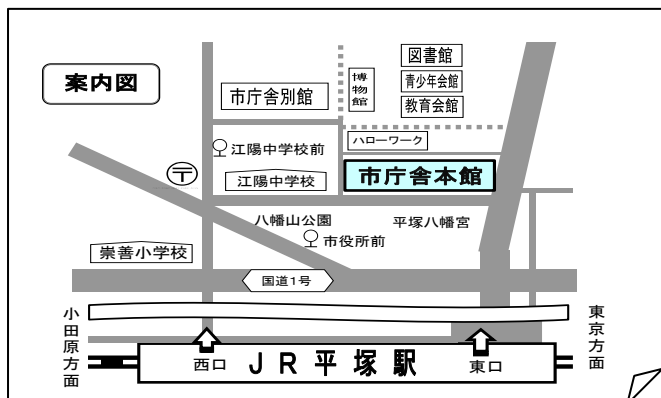 案内図
図書館
青少年会館
教育会館
博物館
市庁舎別館
ハローワーク
江陽中学校前
〒
江陽中学校
市庁舎本館
八幡山公園
平塚八幡宮
市役所前
崇善小学校
国道1号
小田原方面
東京方面
西口
JR平塚駅
東口